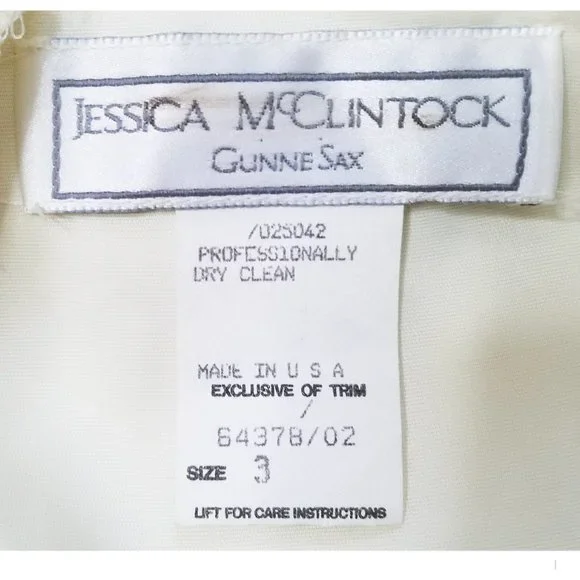 JESSICA McCLINTOCK
GUNNE SAX
/025042
PROFESSIONALLY
DRY CLEAN
MADE IN U S A
EXCLUSIVE OF TRIM
/
64378/02
SIZE 3
LIFT FOR CARE INSTRUCTIONS